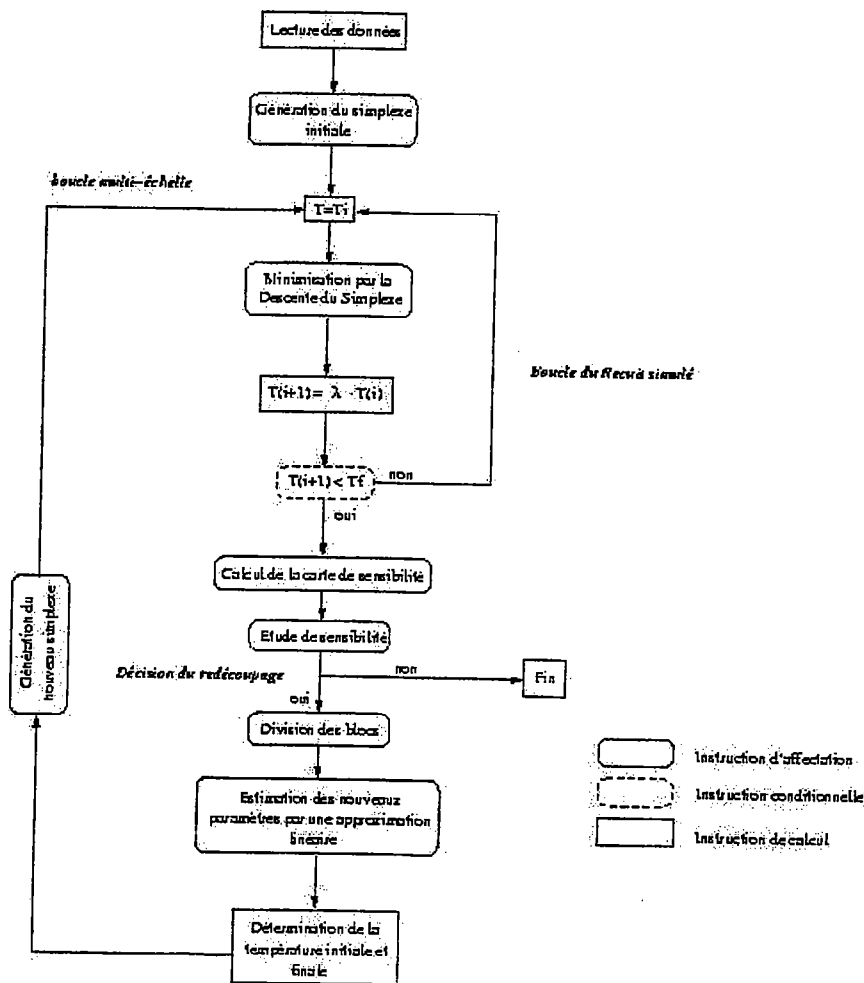 Lecture des données
Génération du simplexe
initiale
boucle multi-échelle
T=Ti
Minimisation par la
Descente du Simplexe
boucle du Recuit simulé
T(i+1)= λ · T(i)
T(i+1) < Tf
non
oui
Calcul de la carte de sensibilité
Génération du
nouveau simplexe
Etude de sensibilité
Décision du redécoupage
non
Fin
oui
Division des blocs
Instruction d'affectation
Estimation des nouveaux
paramètres par une approximation
linéaire
Instruction conditionnelle
Instruction de calcul
Détermination de la
température initiale et
finale